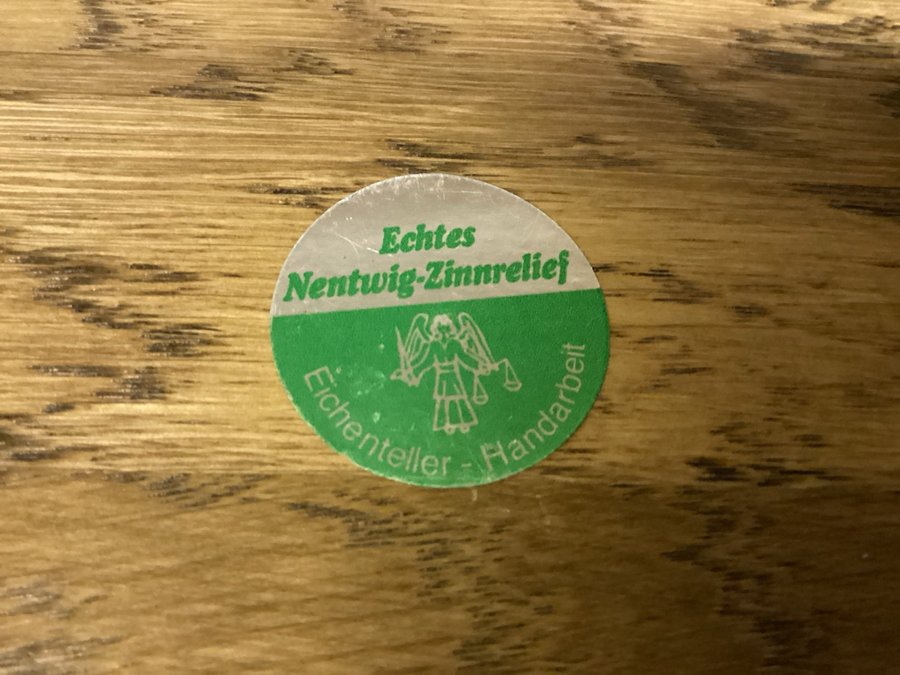 Echtes
Nentwig-Zinnrelief
Eichenteller - Handarbeit